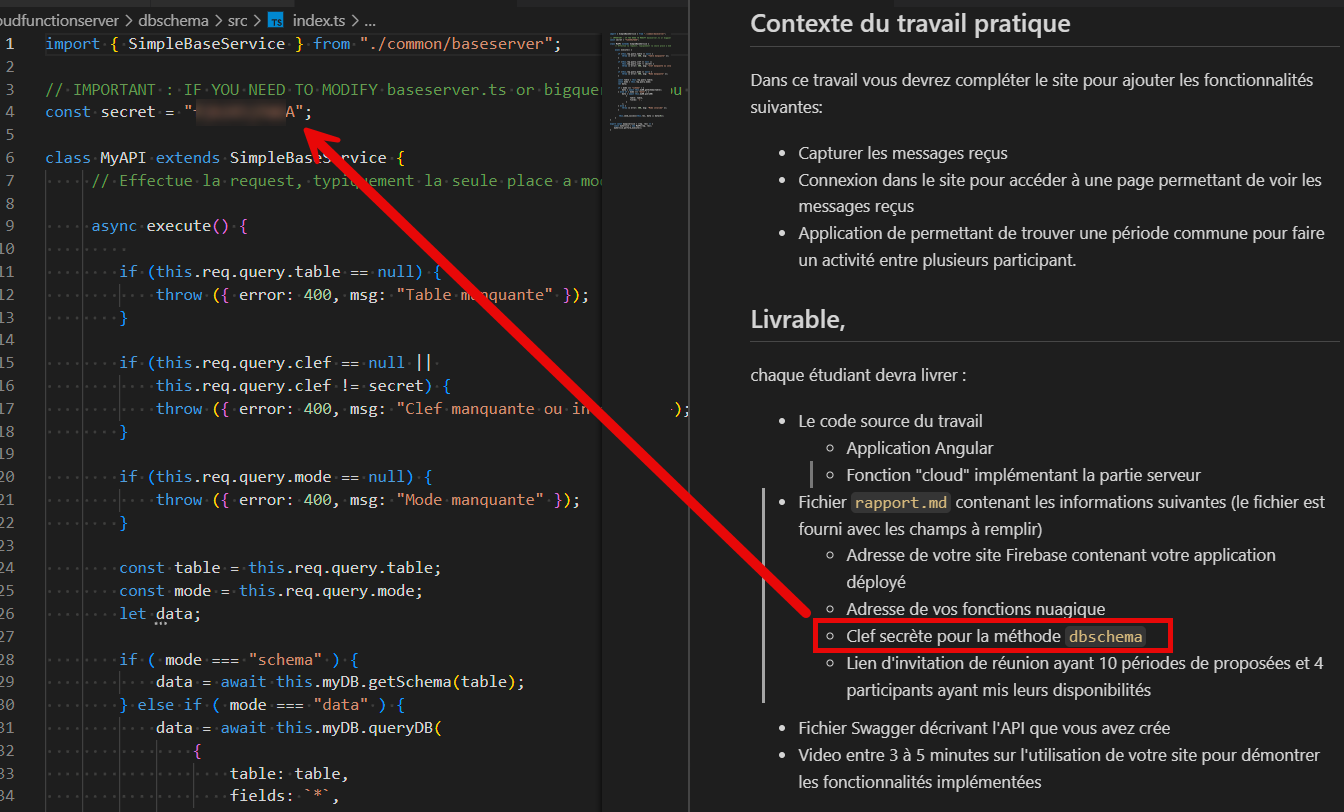 oudfunctionserver > dbschema > src > TS index.ts > ...
1 import { SimpleBaseService } from "./common/baseserver";
2
3 // IMPORTANT : IF YOU NEED TO MODIFY baseserver.ts or bigque
4 const secret = " A";
5
6 class MyAPI extends SimpleBaseService {
7 // Effectue la request, typiquement la seule place a mo
8
9 async execute() {
10
11 if (this.req.query.table == null) {
12 throw ({ error: 400, msg: "Table manquante" });
13 }
14
15 if (this.req.query.clef == null ||
16 this.req.query.clef != secret) {
17 throw ({ error: 400, msg: "Clef manquante ou in );
18 }
19
20 if (this.req.query.mode == null) {
21 throw ({ error: 400, msg: "Mode manquante" });
22 }
23
24 const table = this.req.query.table;
25 const mode = this.req.query.mode;
26 let data;
27
28 if ( mode === "schema" ) {
29 data = await this.myDB.getSchema(table);
30 } else if ( mode === "data" ) {
31 data = await this.myDB.queryDB(
32 {
33 table: table,
34 fields: `*`,
Contexte du travail pratique
Dans ce travail vous devrez compléter le site pour ajouter les fonctionnalités
suivantes:
• Capturer les messages reçus
• Connexion dans le site pour accéder à une page permettant de voir les
messages reçus
• Application de permettant de trouver une période commune pour faire
un activité entre plusieurs participant.
Livrable,
chaque étudiant devra livrer :
• Le code source du travail
◦ Application Angular
◦ Fonction "cloud" implémentant la partie serveur
• Fichier rapport.md contenant les informations suivantes (le fichier est
fourni avec les champs à remplir)
◦ Adresse de votre site Firebase contenant votre application
déployé
◦ Adresse de vos fonctions nuagique
◦ Clef secrète pour la méthode dbschema
◦ Lien d'invitation de réunion ayant 10 périodes de proposées et 4
participants ayant mis leurs disponibilités
• Fichier Swagger décrivant l'API que vous avez crée
• Video entre 3 à 5 minutes sur l'utilisation de votre site pour démontrer
les fonctionnalités implémentées